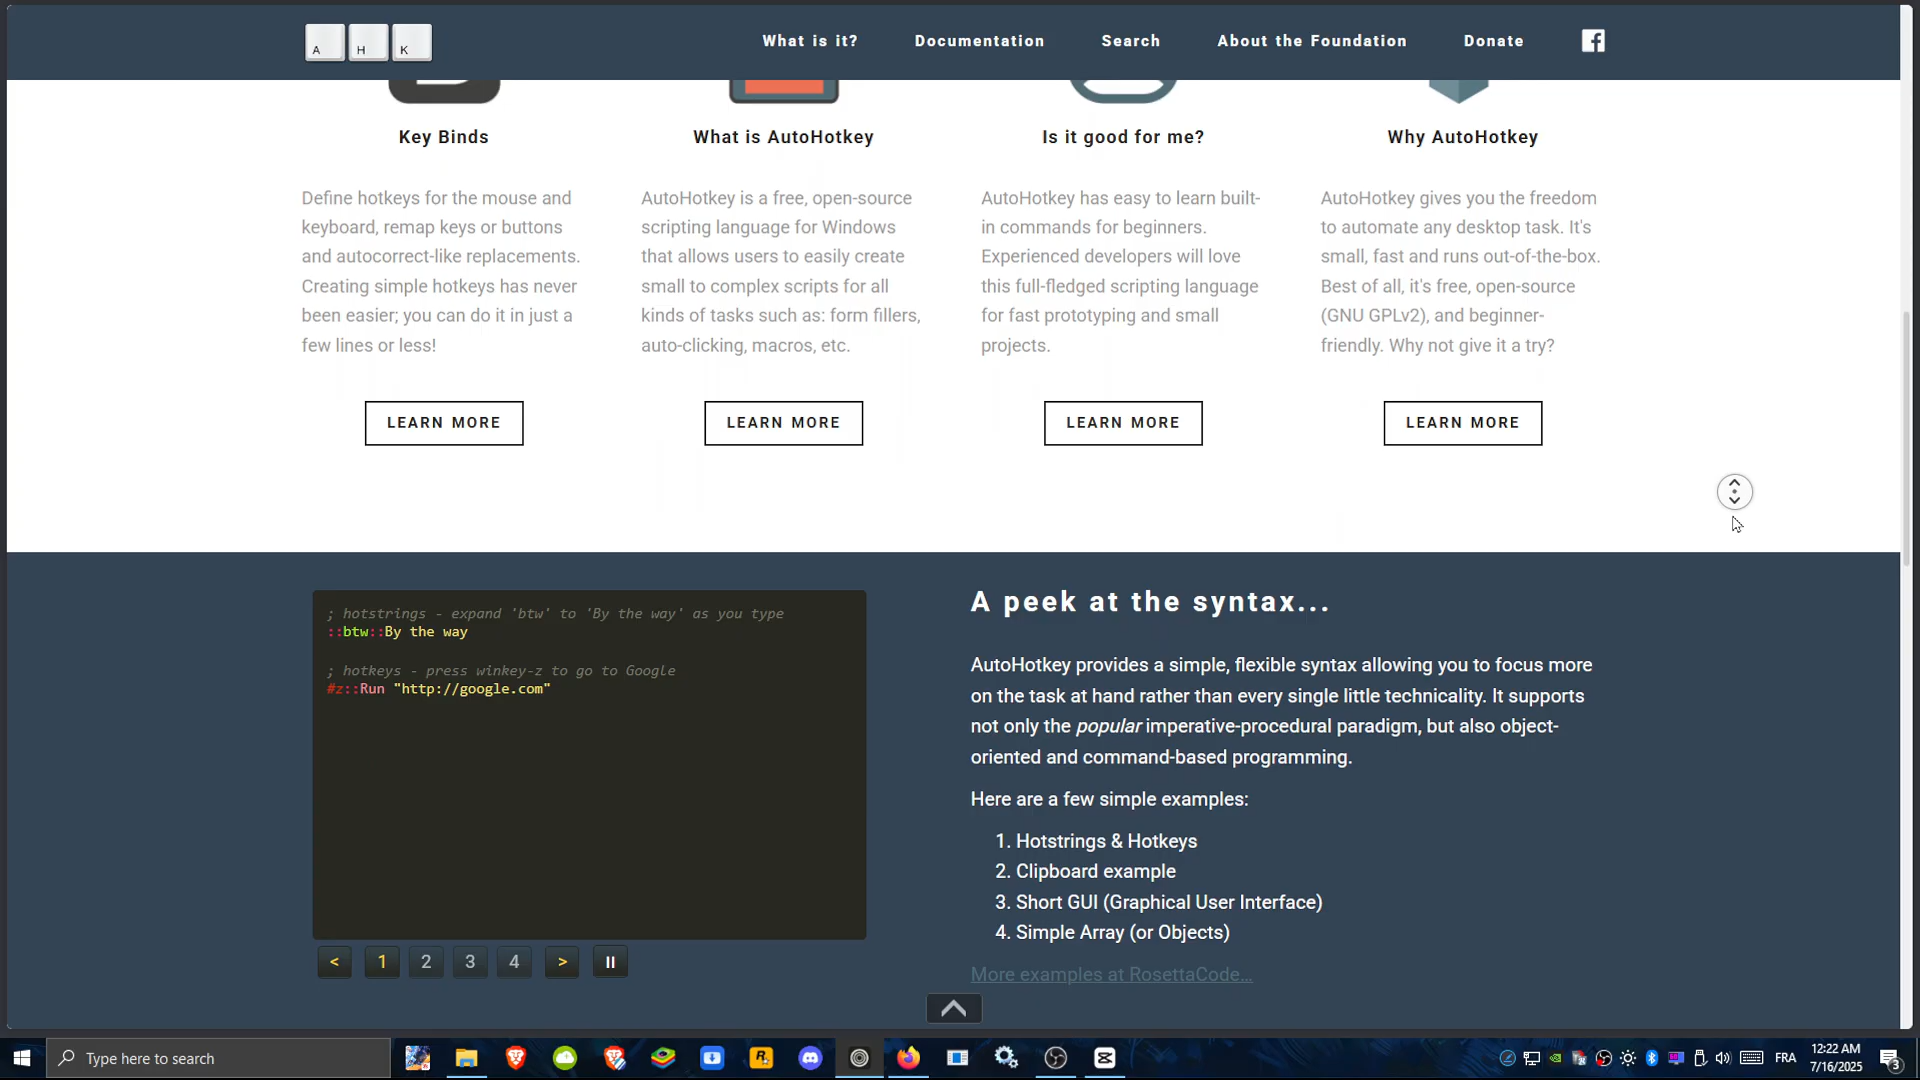 A H K
What is it? Documentation Search About the Foundation Donate
Key Binds
Define hotkeys for the mouse and
keyboard, remap keys or buttons
and autocorrect-like replacements.
Creating simple hotkeys has never
been easier; you can do it in just a
few lines or less!
LEARN MORE
What is AutoHotkey
AutoHotkey is a free, open-source
scripting language for Windows
that allows users to easily create
small to complex scripts for all
kinds of tasks such as: form fillers,
auto-clicking, macros, etc.
LEARN MORE
Is it good for me?
AutoHotkey has easy to learn built-
in commands for beginners.
Experienced developers will love
this full-fledged scripting language
for fast prototyping and small
projects.
LEARN MORE
Why AutoHotkey
AutoHotkey gives you the freedom
to automate any desktop task. It's
small, fast and runs out-of-the-box.
Best of all, it's free, open-source
(GNU GPLv2), and beginner-
friendly. Why not give it a try?
LEARN MORE
; hotstrings - expand 'btw' to 'By the way' as you type
::btw::By the way
; hotkeys - press winkey-z to go to Google
#z::Run "http://google.com"
< 1 2 3 4 >
A peek at the syntax...
AutoHotkey provides a simple, flexible syntax allowing you to focus more
on the task at hand rather than every single little technicality. It supports
not only the popular imperative-procedural paradigm, but also object-
oriented and command-based programming.
Here are a few simple examples:
1. Hotstrings & Hotkeys
2. Clipboard example
3. Short GUI (Graphical User Interface)
4. Simple Array (or Objects)
More examples at RosettaCode...
Type here to search
FRA
12:22 AM
7/16/2025
3